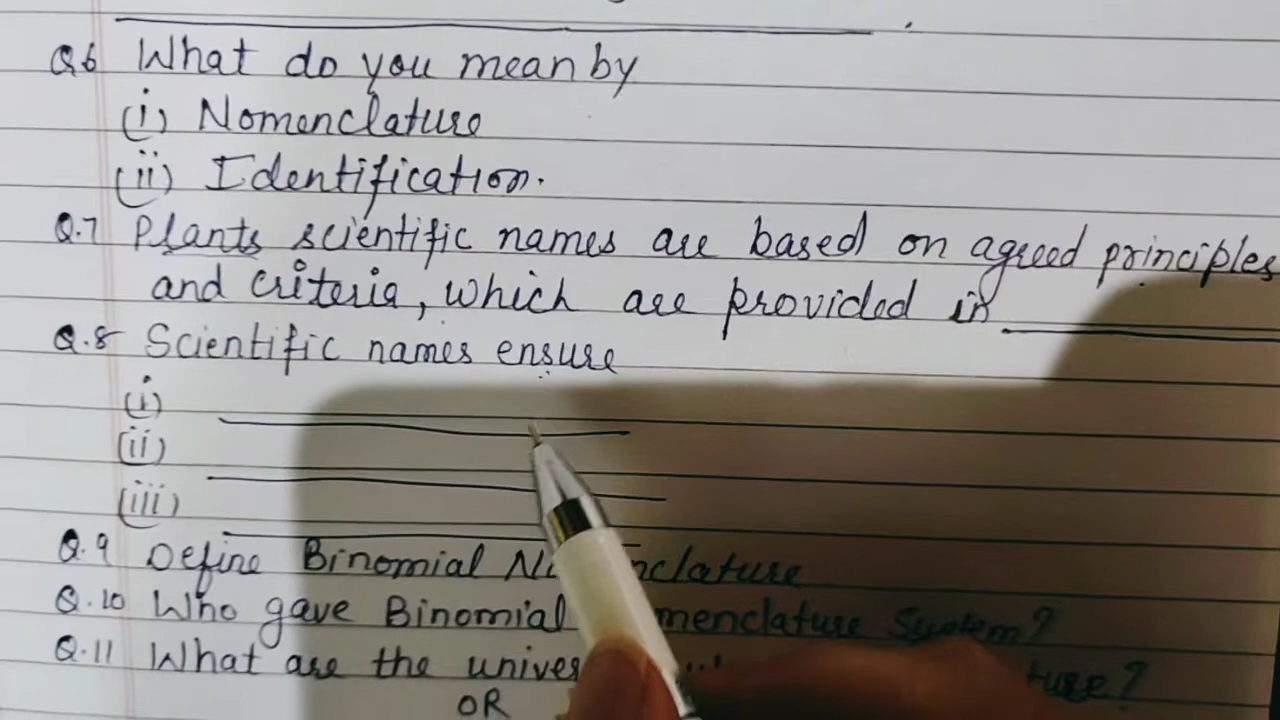 Q.6 What do you mean by
(i) Nomenclature
(ii) Identification.
Q.7 Plants scientific names are based on agreed principles
and criteria, which are provided in
Q.8 Scientific names ensure
(i)
(ii)
(iii)
Q.9 Define Binomial
Q.10 Who gave Binomial System?
Q.11 What are the
OR